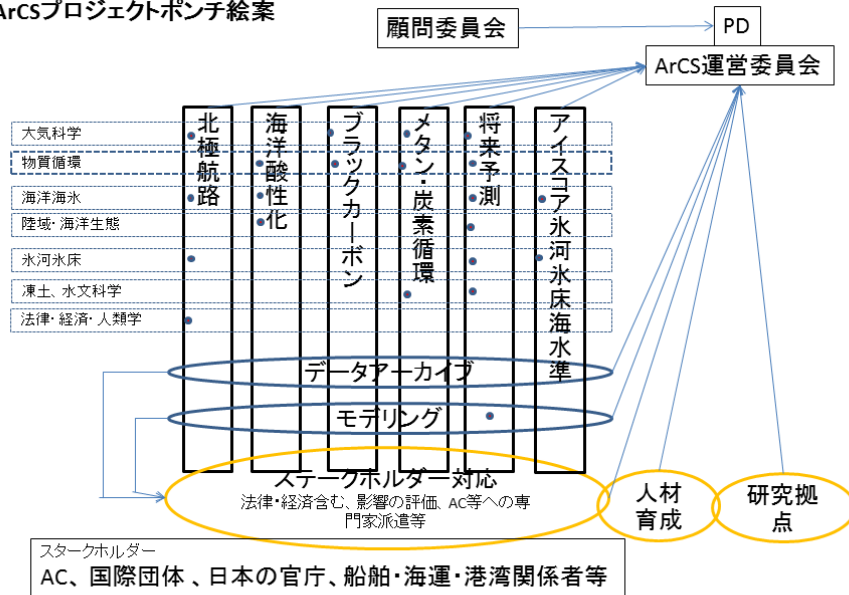 ArCSプロジェクトポンチ絵案
顧問委員会
PD
ArCS運営委員会
北極航路
海洋酸性化
ブラックカーボン
メタン・炭素循環
将来予測
アイスコア氷河氷床海水準
大気科学
物質循環
海洋海氷
陸域・海洋生態
氷河氷床
凍土、水文科学
法律・経済・人類学
データアーカイブ
モデリング
ステークホルダー対応
法律・経済含む、影響の評価、AC等への専
門家派遣等
人材
育成
研究拠
点
スタークホルダー
AC、国際団体、日本の官庁、船舶・海運・港湾関係者等